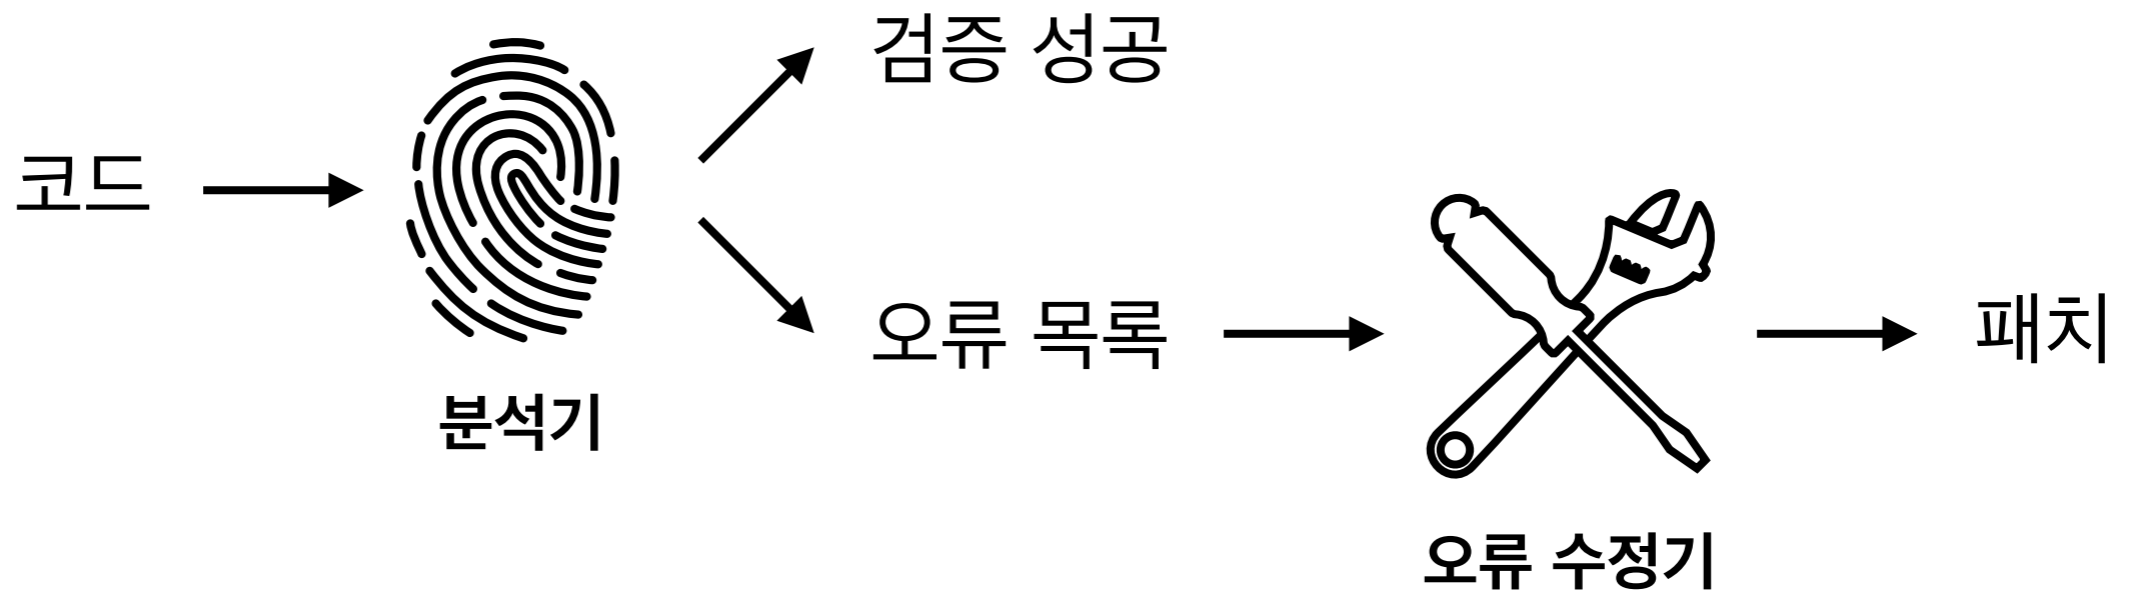 검증 성공
코드
오류 목록
패치
분석기
오류 수정기